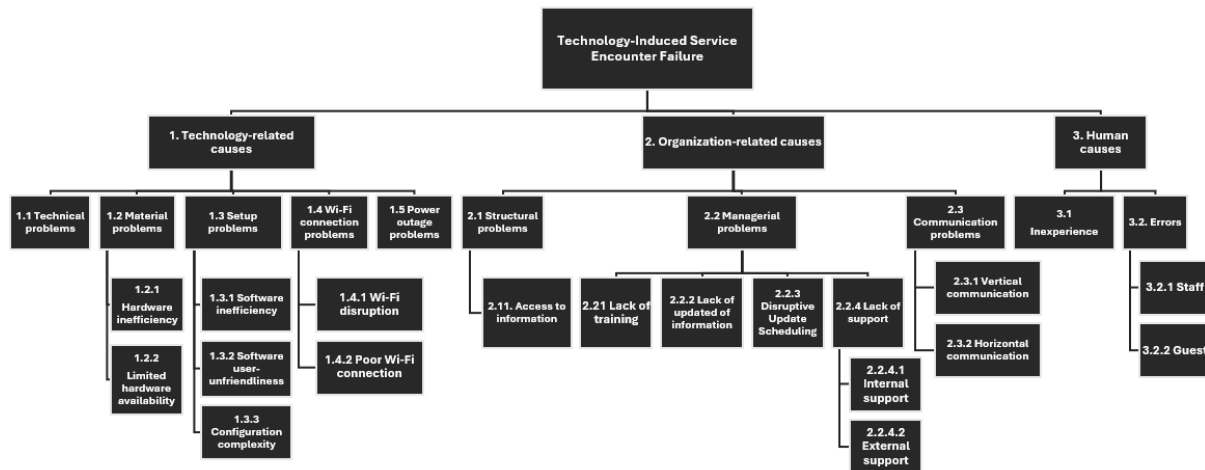 Technology-Induced Service
Encounter Failure
1. Technology-related
causes
2. Organization-related causes
3. Human
causes
1.1 Technical
problems
1.2 Material
problems
1.3 Setup
problems
1.4 Wi-Fi
connection
problems
1.5 Power
outage
problems
2.1 Structural
problems
2.2 Managerial
problems
2.3
Communication
problems
3.1
Inexperience
3.2. Errors
1.2.1
Hardware
inefficiency
1.2.2
Limited
hardware
availability
1.3.1 Software
inefficiency
1.3.2 Software
user-
unfriendliness
1.3.3
Configuration
complexity
1.4.1 Wi-Fi
disruption
1.4.2 Poor Wi-Fi
connection
2.11. Access to
information
2.21 Lack of
training
2.2.2 Lack of
updated of
information
2.2.3
Disruptive
Update
Scheduling
2.2.4 Lack of
support
2.2.4.1
Internal
support
2.2.4.2
External
support
2.3.1 Vertical
communication
2.3.2 Horizontal
communication
3.2.1 Staff
3.2.2 Guest